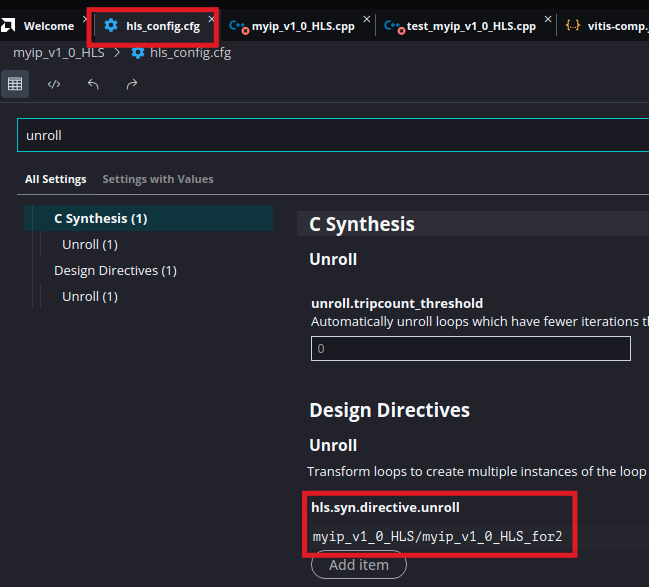 Welcome
hls_config.cfg
C++ myip_v1_0_HLS.cpp
C++ test_myip_v1_0_HLS.cpp
{..} vitis-comp.
myip_v1_0_HLS > hls_config.cfg
unroll
All Settings Settings with Values
C Synthesis (1)
Unroll (1)
Design Directives (1)
Unroll (1)
C Synthesis
Unroll
unroll.tripcount_threshold
Automatically unroll loops which have fewer iterations
0
Design Directives
Unroll
Transform loops to create multiple instances of the loop
hls.syn.directive.unroll
myip_v1_0_HLS/myip_v1_0_HLS_for2
Add item